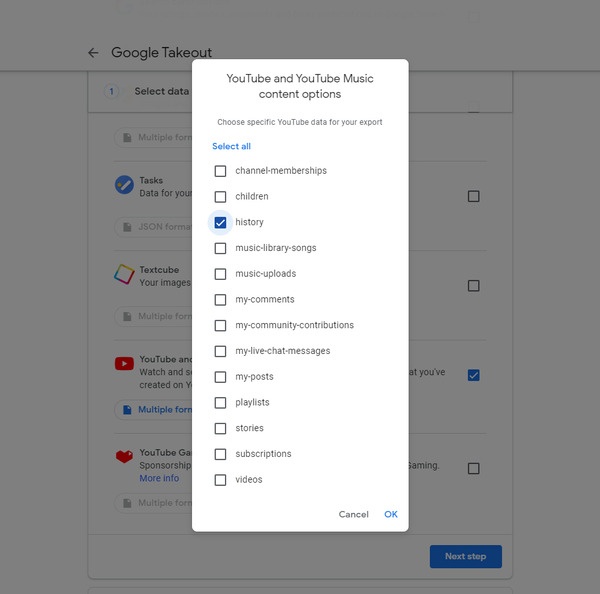 Google Takeout
1 Select data
Multiple form
Tasks
Data for your
JSON format
Textcube
Your images
Multiple form
YouTube and
Watch and se
created on Yo
at you've
Multiple form
YouTube Ga
Sponsorship
Gaming.
More info
Multiple form
Next step
YouTube and YouTube Music
content options
Choose specific YouTube data for your export
Select all
channel-memberships
children
history
music-library-songs
music-uploads
my-comments
my-community-contributions
my-live-chat-messages
my-posts
playlists
stories
subscriptions
videos
Cancel OK